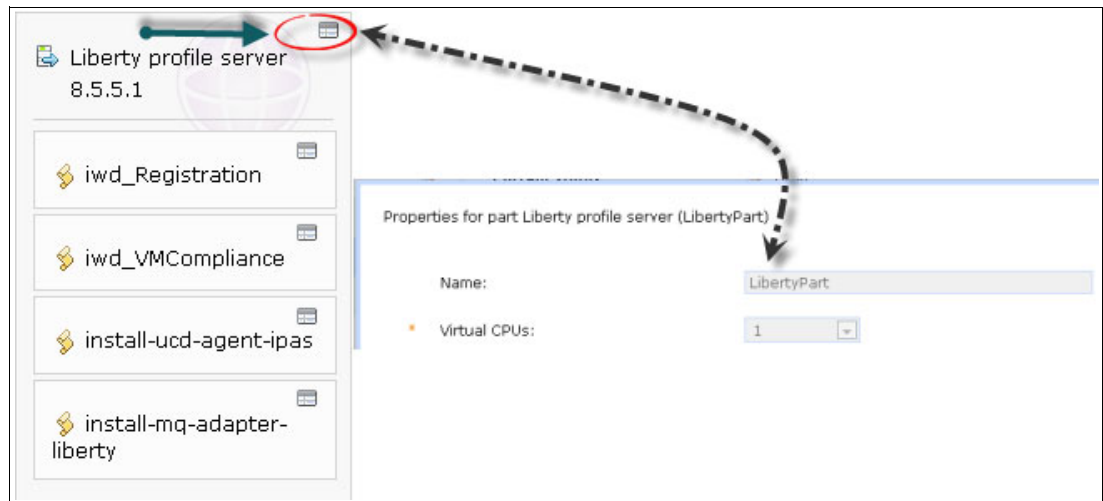 Liberty profile server
8.5.5.1
iwd_Registration
iwd_VMCompliance
install-ucd-agent-ipas
install-mq-adapter-
liberty
Properties for part Liberty profile server (LibertyPart)
Name:
LibertyPart
* Virtual CPUs:
1